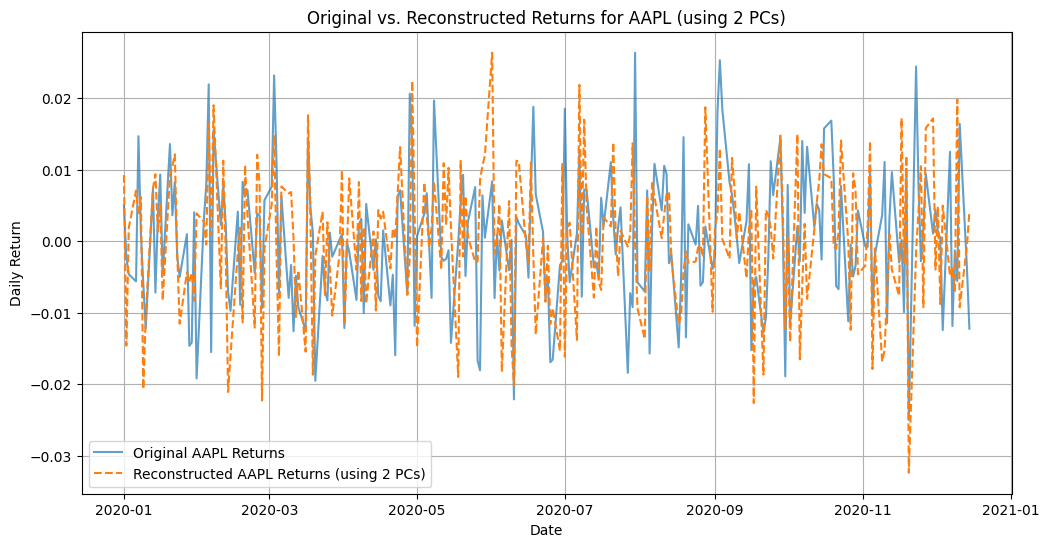 Original vs. Reconstructed Returns for AAPL (using 2 PCs)
Daily Return
0.02
0.01
0.00
−0.01
−0.02
−0.03
Original AAPL Returns
Reconstructed AAPL Returns (using 2 PCs)
2020-01 2020-03 2020-05 2020-07 2020-09 2020-11 2021-01
Date